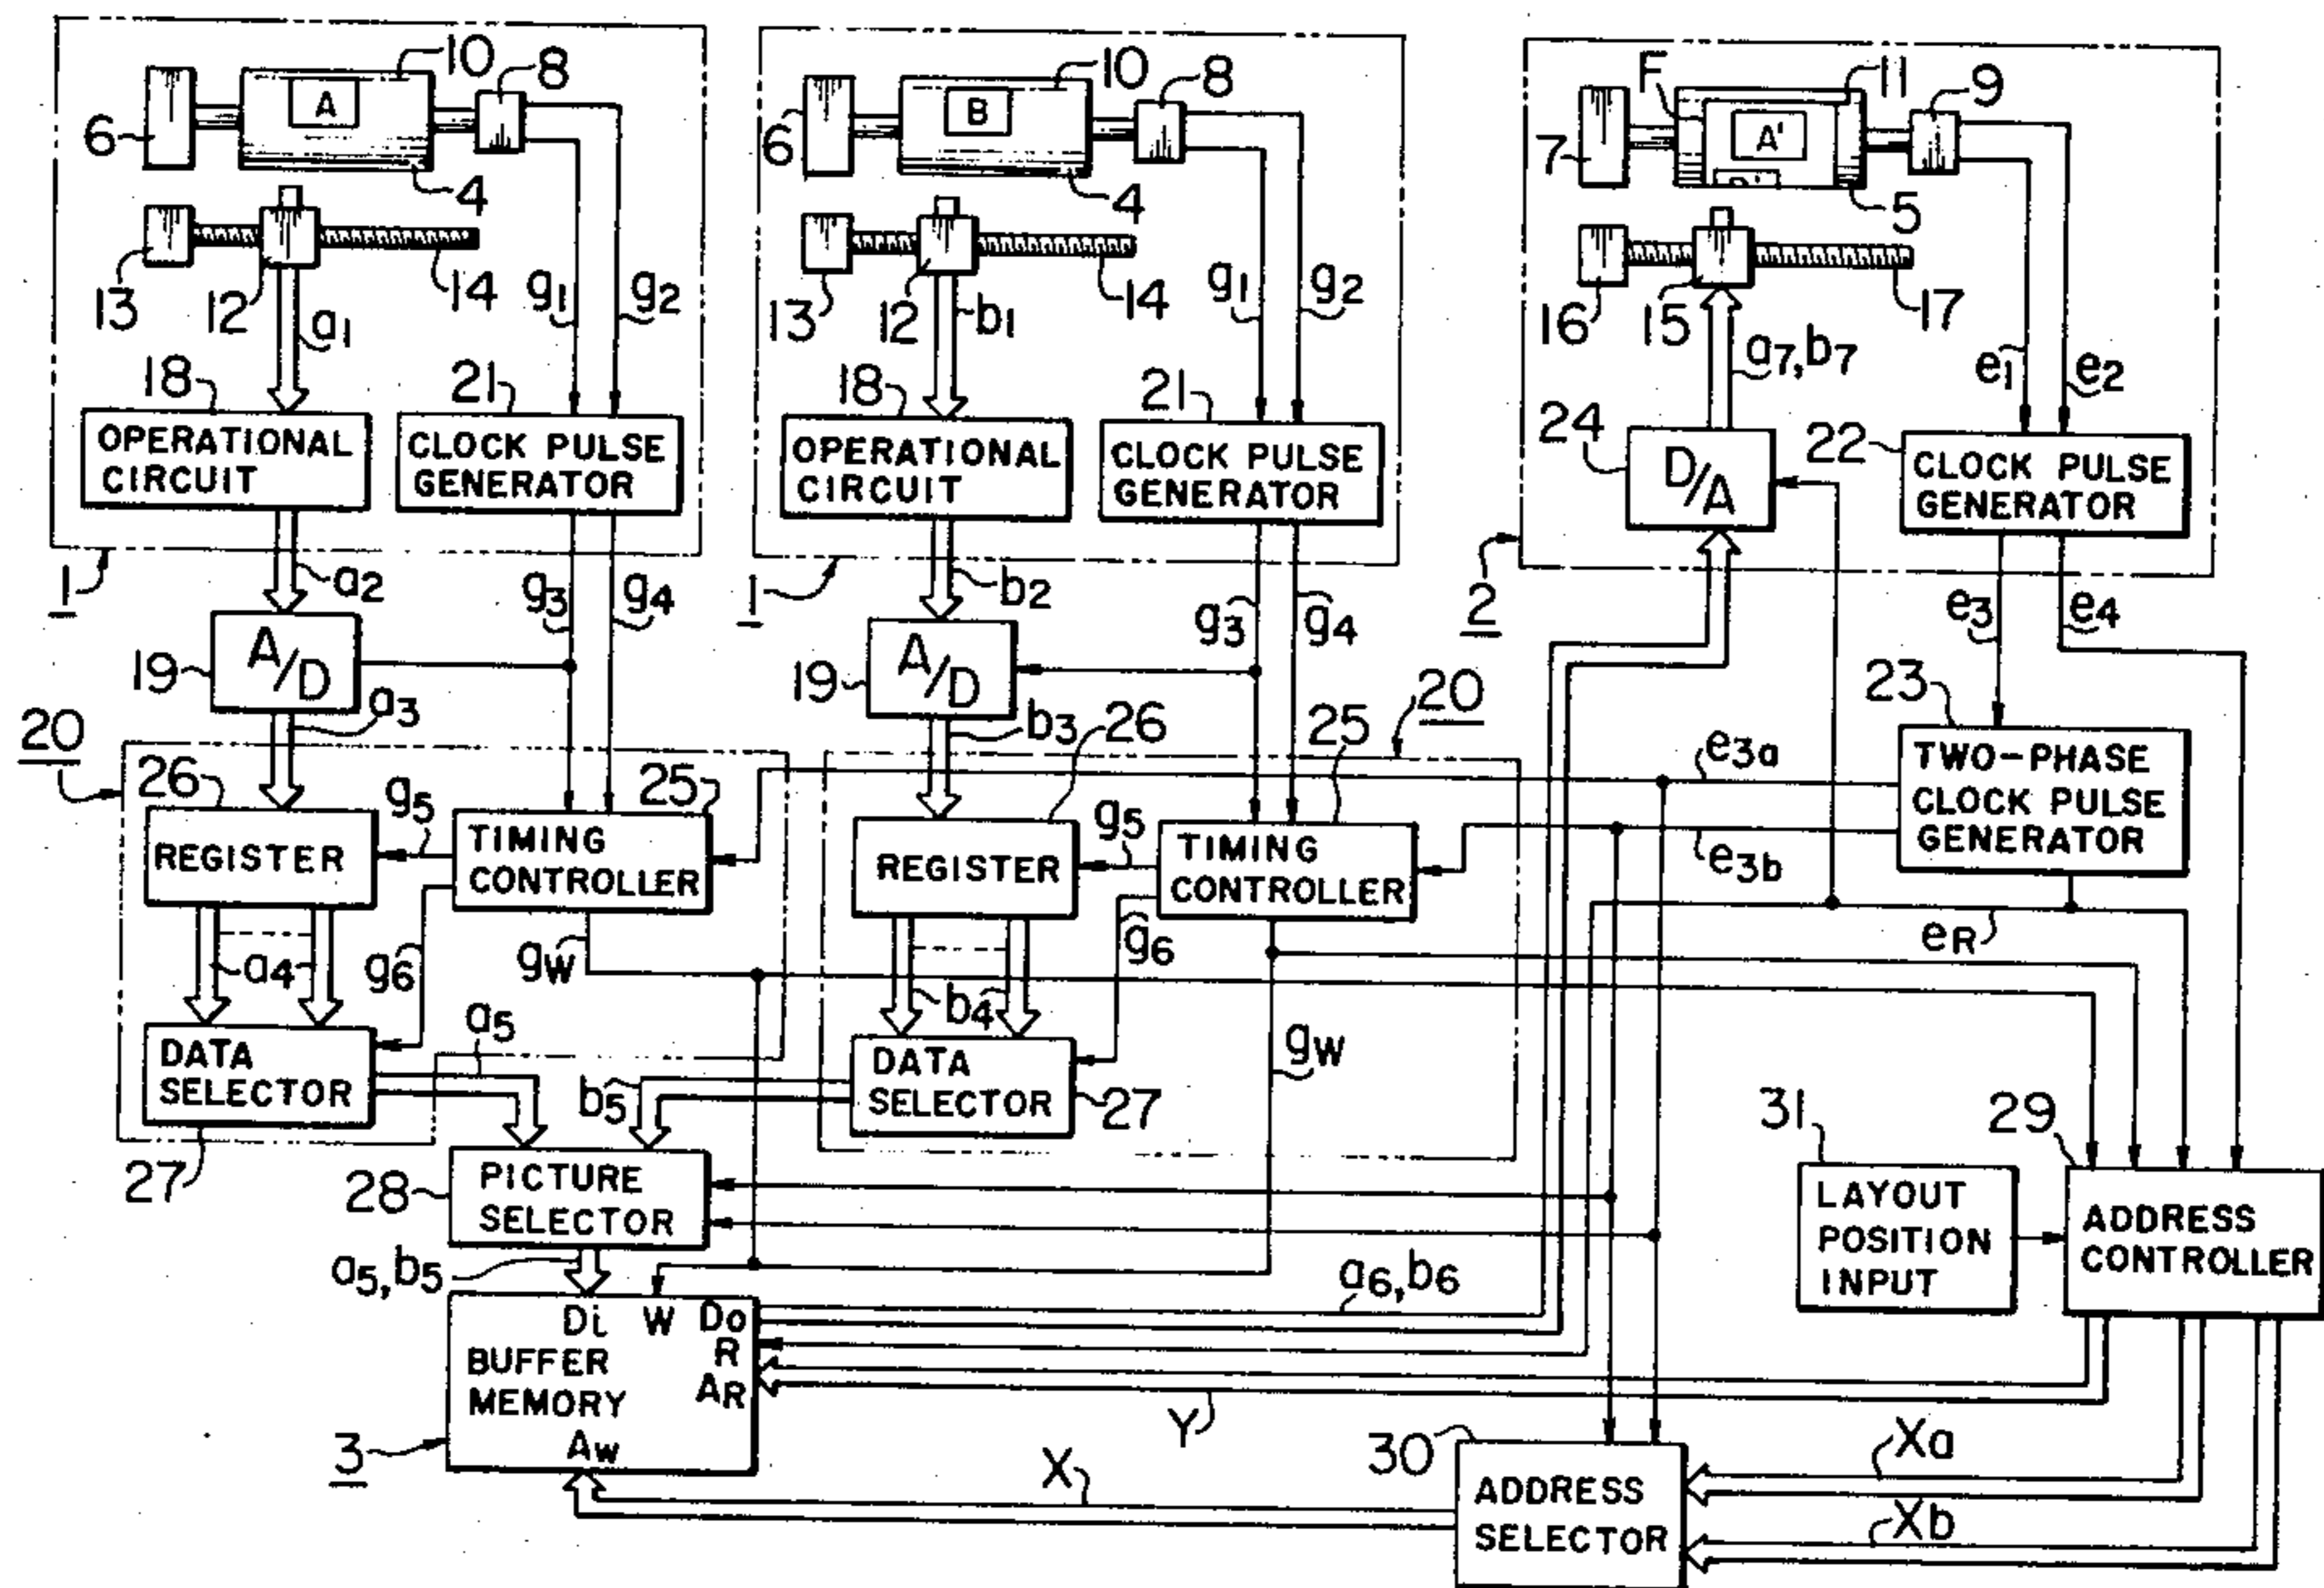 10 8 10 8 F 11 9
A B A'
6 6 7
4 4 5
13 12 14 g1 g2 13 12 14 g1 g2 16 15 17
a1 b1 a7, b7 e1 e2
18 21 18 21 24 22
OPERATIONAL CIRCUIT
CLOCK PULSE GENERATOR
OPERATIONAL CIRCUIT
CLOCK PULSE GENERATOR
D/A
CLOCK PULSE GENERATOR
1 a2 g3 g4 1 b2 g3 g4 2 e3 e4
19 A/D 19 A/D
20 a3 b3 20 23
26 25 26 25 e3a
REGISTER
g5
TIMING CONTROLLER
REGISTER
g5
TIMING CONTROLLER
TWO-PHASE CLOCK PULSE GENERATOR
e3b
a4 g6 gW b4 g6 gW eR
DATA SELECTOR
a5
b5
DATA SELECTOR
27 27
28
PICTURE SELECTOR
31
LAYOUT POSITION INPUT
29
ADDRESS CONTROLLER
a5, b5 a6, b6
Di W Do
R
BUFFER MEMORY
AR
AW
3
Y
X
30
ADDRESS SELECTOR
Xa
Xb